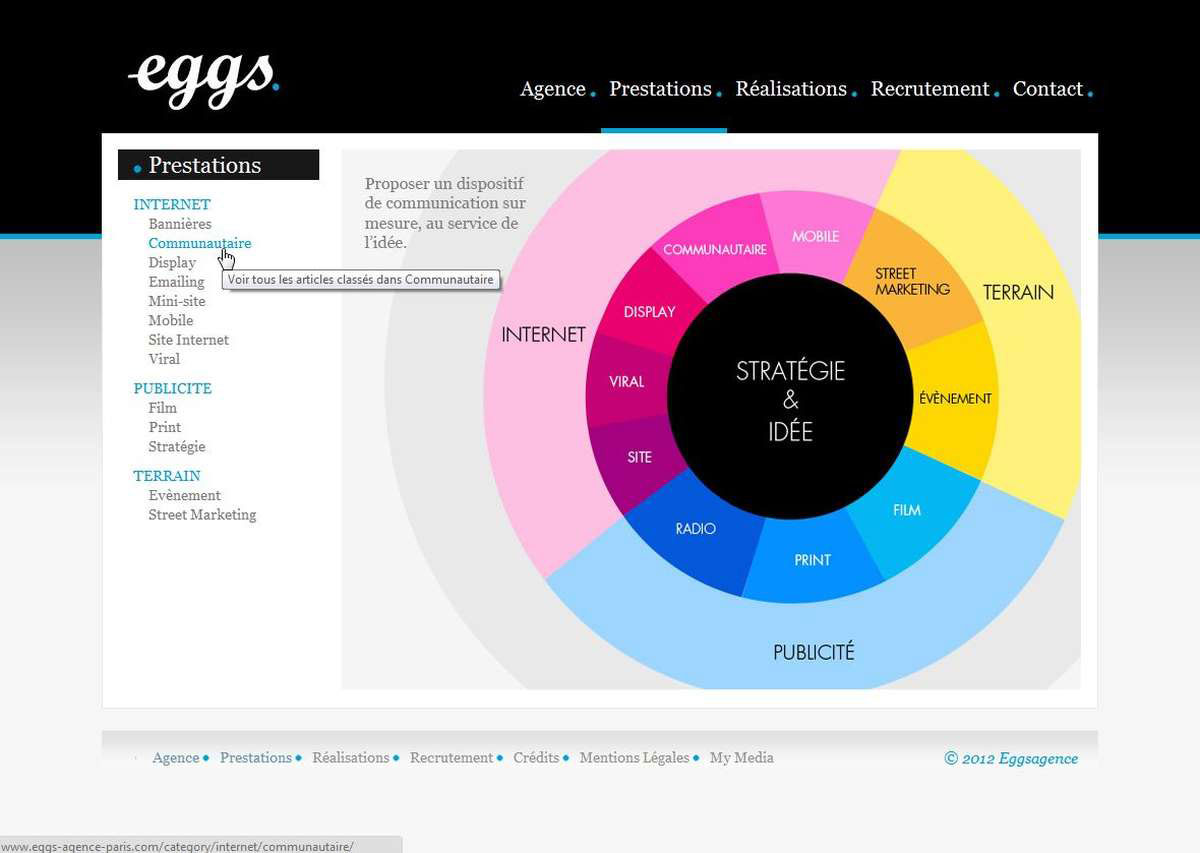 eggs.
Agence
Prestations
Réalisations
Recrutement
Contact
Prestations
INTERNET
Bannières
Communautaire
Display
Emailing
Mini-site
Mobile
Site Internet
Viral
PUBLICITE
Film
Print
Stratégie
TERRAIN
Evènement
Street Marketing
Voir tous les articles classés dans Communautaire
Proposer un dispositif
de communication sur
mesure, au service de
l'idée.
INTERNET
COMMUNAUTAIRE
MOBILE
DISPLAY
VIRAL
SITE
STREET
MARKETING
TERRAIN
ÉVÈNEMENT
STRATÉGIE
&
IDÉE
RADIO
PRINT
FILM
PUBLICITÉ
Agence
Prestations
Réalisations
Recrutement
Crédits
Mentions Légales
My Media
© 2012 Eggsagence
www.eggs-agence-paris.com/category/internet/communautaire/